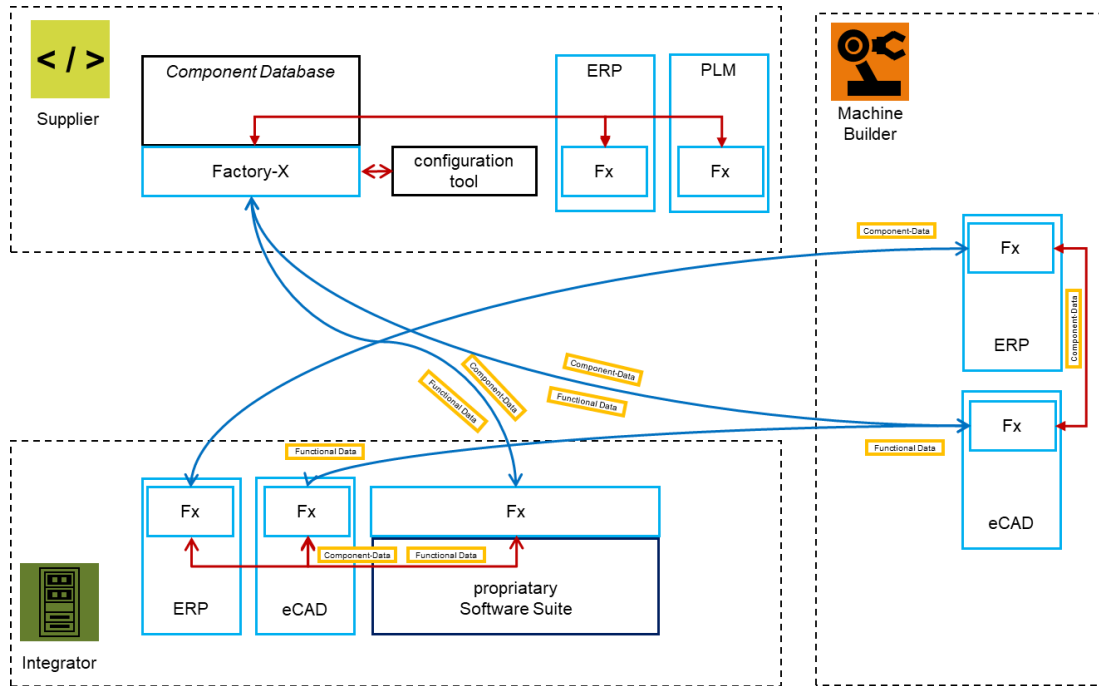 </>
Supplier
Component Database
Factory-X
configuration
tool
ERP
Fx
PLM
Fx
Machine
Builder
Component-Data
Fx
ERP
Component-Data
Fx
eCAD
Component-Data
Functional Data
Component-Data
Functional Data
Functional Data
Functional Data
Fx
ERP
Fx
eCAD
Fx
Component-Data
Functional Data
propriatary
Software Suite
Integrator